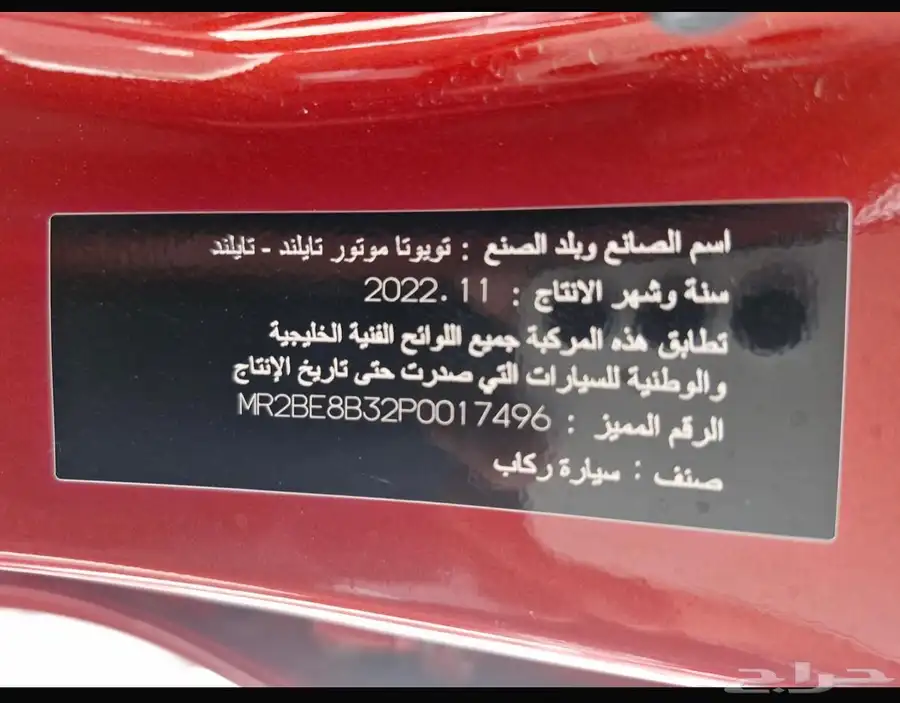 اسم الصانع وبلد الصنع : تويوتا موتور تايلند - تايلند
سنة وشهر الانتاج : 2022.11
تطابق هذه المركبة جميع اللوائح الفنية الخليجية
والوطنية للسيارات التي صدرت حتى تاريخ الإنتاج
الرقم المميز : MR2BE8B32P0017496
صنف : سيارة ركاب
حراج